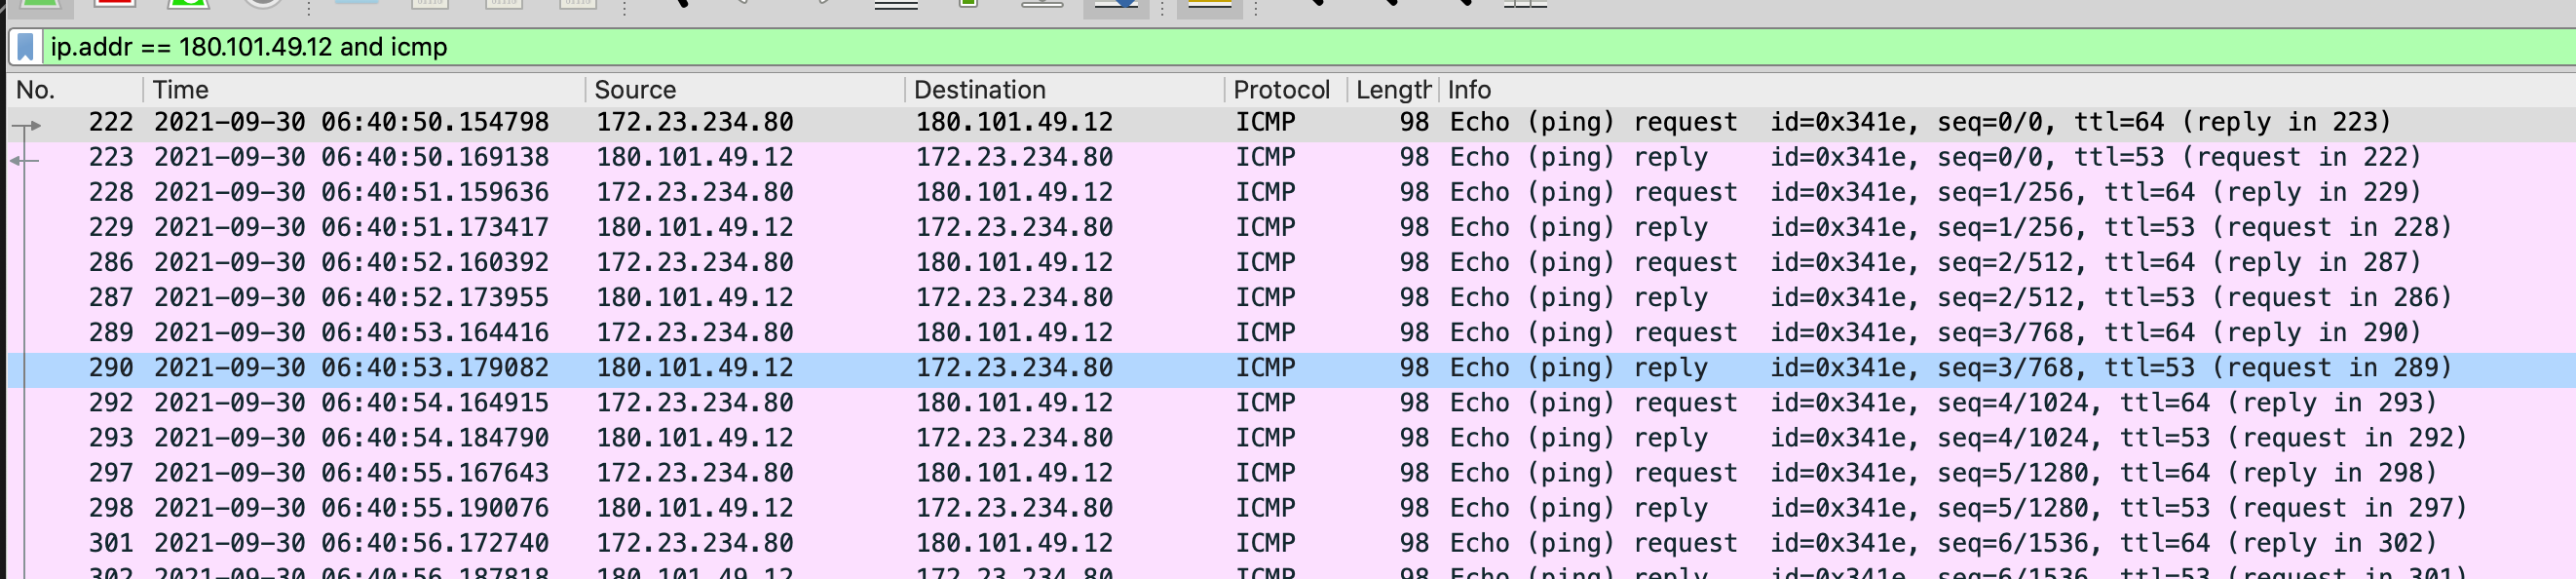 ip.addr == 180.101.49.12 and icmp
No. Time Source Destination Protocol Length Info
222 2021-09-30 06:40:50.154798 172.23.234.80 180.101.49.12 ICMP 98 Echo (ping) request id=0x341e, seq=0/0, ttl=64 (reply in 223)
223 2021-09-30 06:40:50.169138 180.101.49.12 172.23.234.80 ICMP 98 Echo (ping) reply id=0x341e, seq=0/0, ttl=53 (request in 222)
228 2021-09-30 06:40:51.159636 172.23.234.80 180.101.49.12 ICMP 98 Echo (ping) request id=0x341e, seq=1/256, ttl=64 (reply in 229)
229 2021-09-30 06:40:51.173417 180.101.49.12 172.23.234.80 ICMP 98 Echo (ping) reply id=0x341e, seq=1/256, ttl=53 (request in 228)
286 2021-09-30 06:40:52.160392 172.23.234.80 180.101.49.12 ICMP 98 Echo (ping) request id=0x341e, seq=2/512, ttl=64 (reply in 287)
287 2021-09-30 06:40:52.173955 180.101.49.12 172.23.234.80 ICMP 98 Echo (ping) reply id=0x341e, seq=2/512, ttl=53 (request in 286)
289 2021-09-30 06:40:53.164416 172.23.234.80 180.101.49.12 ICMP 98 Echo (ping) request id=0x341e, seq=3/768, ttl=64 (reply in 290)
290 2021-09-30 06:40:53.179082 180.101.49.12 172.23.234.80 ICMP 98 Echo (ping) reply id=0x341e, seq=3/768, ttl=53 (request in 289)
292 2021-09-30 06:40:54.164915 172.23.234.80 180.101.49.12 ICMP 98 Echo (ping) request id=0x341e, seq=4/1024, ttl=64 (reply in 293)
293 2021-09-30 06:40:54.184790 180.101.49.12 172.23.234.80 ICMP 98 Echo (ping) reply id=0x341e, seq=4/1024, ttl=53 (request in 292)
297 2021-09-30 06:40:55.167643 172.23.234.80 180.101.49.12 ICMP 98 Echo (ping) request id=0x341e, seq=5/1280, ttl=64 (reply in 298)
298 2021-09-30 06:40:55.190076 180.101.49.12 172.23.234.80 ICMP 98 Echo (ping) reply id=0x341e, seq=5/1280, ttl=53 (request in 297)
301 2021-09-30 06:40:56.172740 172.23.234.80 180.101.49.12 ICMP 98 Echo (ping) request id=0x341e, seq=6/1536, ttl=64 (reply in 302)
302 2021-09-30 06:40:56.187818 180.101.49.12 172.23.234.80 ICMP 98 Echo (ping) reply id=0x341e, seq=6/1536, ttl=53 (request in 301)